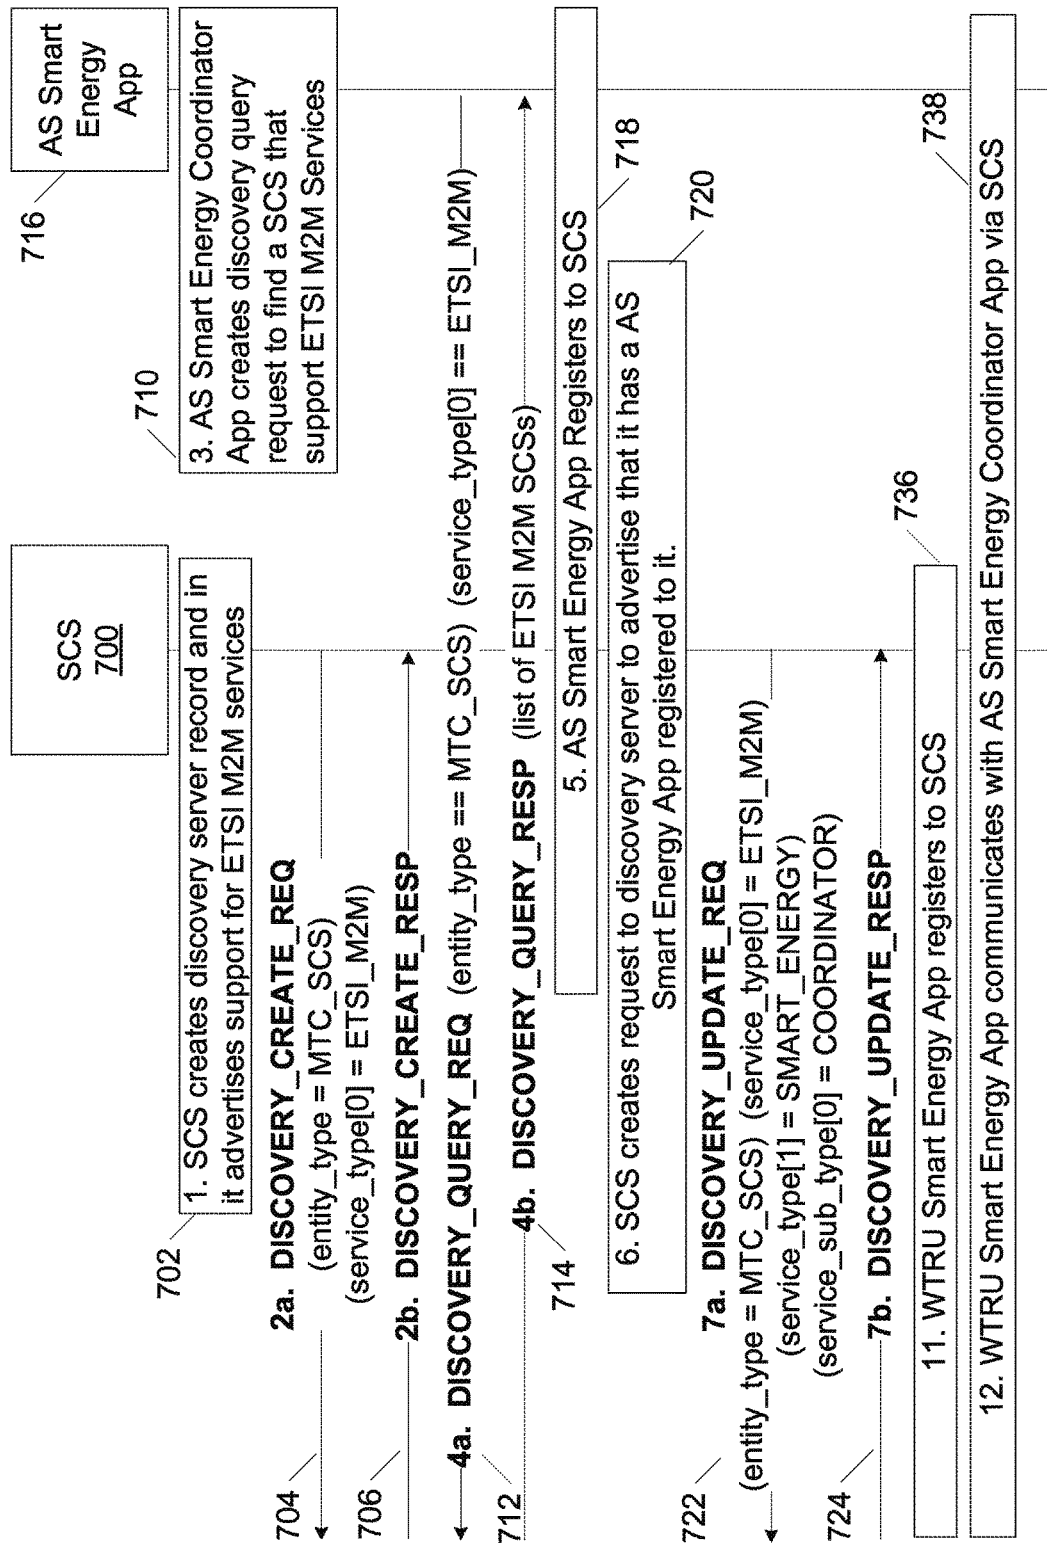 716
AS Smart
Energy
App
SCS
700
702
1. SCS creates discovery server record and in
it advertises support for ETSI M2M services
710
3. AS Smart Energy Coordinator
App creates discovery query
request to find a SCS that
support ETSI M2M Services
704
2a. DISCOVERY_CREATE_REQ
(entity_type = MTC_SCS)
(service_type[0] = ETSI_M2M)
706
2b. DISCOVERY_CREATE_RESP
4a. DISCOVERY_QUERY_REQ (entity_type == MTC_SCS) (service_type[0] == ETSI_M2M)
712
4b. DISCOVERY_QUERY_RESP (list of ETSI M2M SCSs)
714
5. AS Smart Energy App Registers to SCS
718
6. SCS creates request to discovery server to advertise that it has a AS
Smart Energy App registered to it.
720
722
7a. DISCOVERY_UPDATE_REQ
(entity_type = MTC_SCS) (service_type[0] = ETSI_M2M)
(service_type[1] = SMART_ENERGY)
(service_sub_type[0] = COORDINATOR)
724
7b. DISCOVERY_UPDATE_RESP
736
11. WTRU Smart Energy App registers to SCS
738
12. WTRU Smart Energy App communicates with AS Smart Energy Coordinator App via SCS